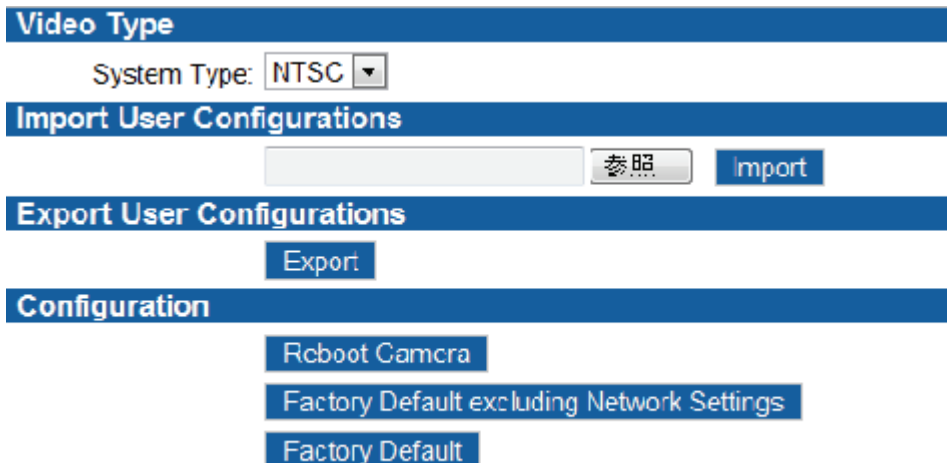 Video Type
System Type: NTSC
Import User Configurations
参照 Import
Export User Configurations
Export
Configuration
Reboot Camera
Factory Default excluding Network Settings
Factory Default